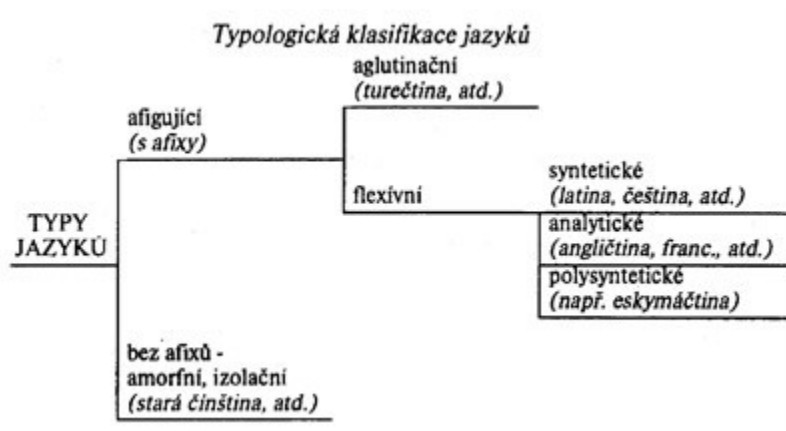 Typologická klasifikace jazyků
aglutinační
(turečtina, atd.)
afigující
(s afixy)
flexívní
syntetické
(latina, čeština, atd.)
analytické
(angličtina, franc., atd.)
polysyntetické
(např. eskymáčtina)
TYPY
JAZYKŮ
bez afixů -
amorfní, izolační
(stará čínština, atd.)